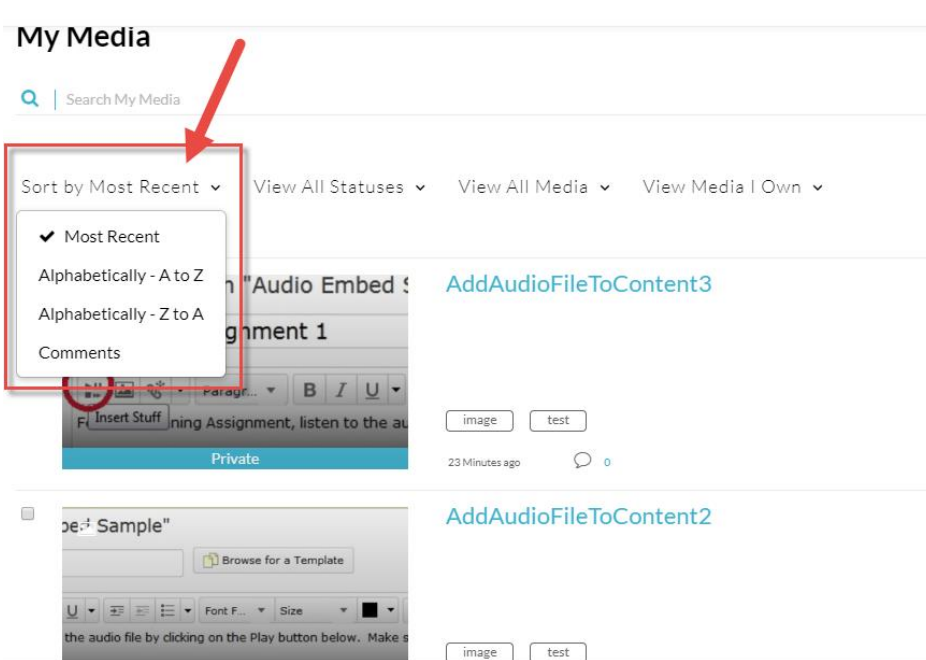 My Media
Search My Media
Sort by Most Recent View All Statuses View All Media View Media I Own
Most Recent
Alphabetically - A to Z
Alphabetically - Z to A
Comments
"Audio Embed
AddAudioFileToContent3
gnment 1
Paragr...
B I U
Insert Stuff
ning Assignment, listen to the au
Private
image test
23 Minutes ago 0
bed Sample"
AddAudioFileToContent2
Browse for a Template
U Font F... Size
the audio file by clicking on the Play button below. Make s
image test